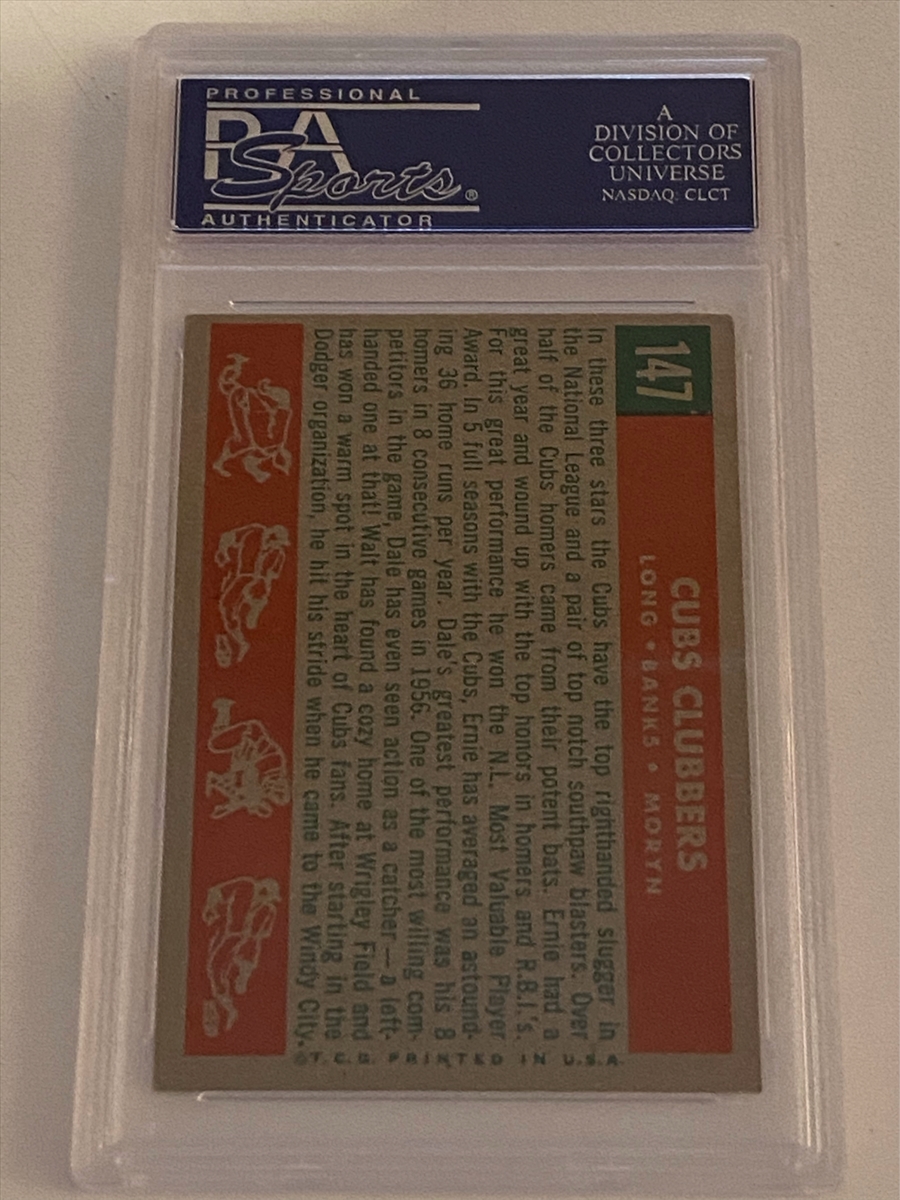 PROFESSIONAL
PSA
Sports®
AUTHENTICATOR
A
DIVISION OF
COLLECTORS
UNIVERSE
NASDAQ: CLCT
147
CUBS CLUBBERS
LONG • BANKS • MORYN
In these three stars the Cubs have the top righthanded slugger in
the National League and a pair of top notch southpaw blasters. Over
half of the Cubs homers came from their potent bats. Ernie had a
great year and wound up with the top honors in homers and R.B.I.'s.
For this great performance he won the N.L. Most Valuable Player
Award. In 5 full seasons with the Cubs, Ernie has averaged an astound-
ing 36 home runs per year. Dale's greatest performance was his 8
homers in 8 consecutive games in 1956. One of the most willing com-
petitors in the game, Dale has even seen action as a catcher — a left-
handed one at that! Walt has found a cozy home at Wrigley Field and
has won a warm spot in the heart of Cubs fans. After starting in the
Dodger organization, he hit his stride when he came to the Windy City.
©T.C.G. PRINTED IN U.S.A.